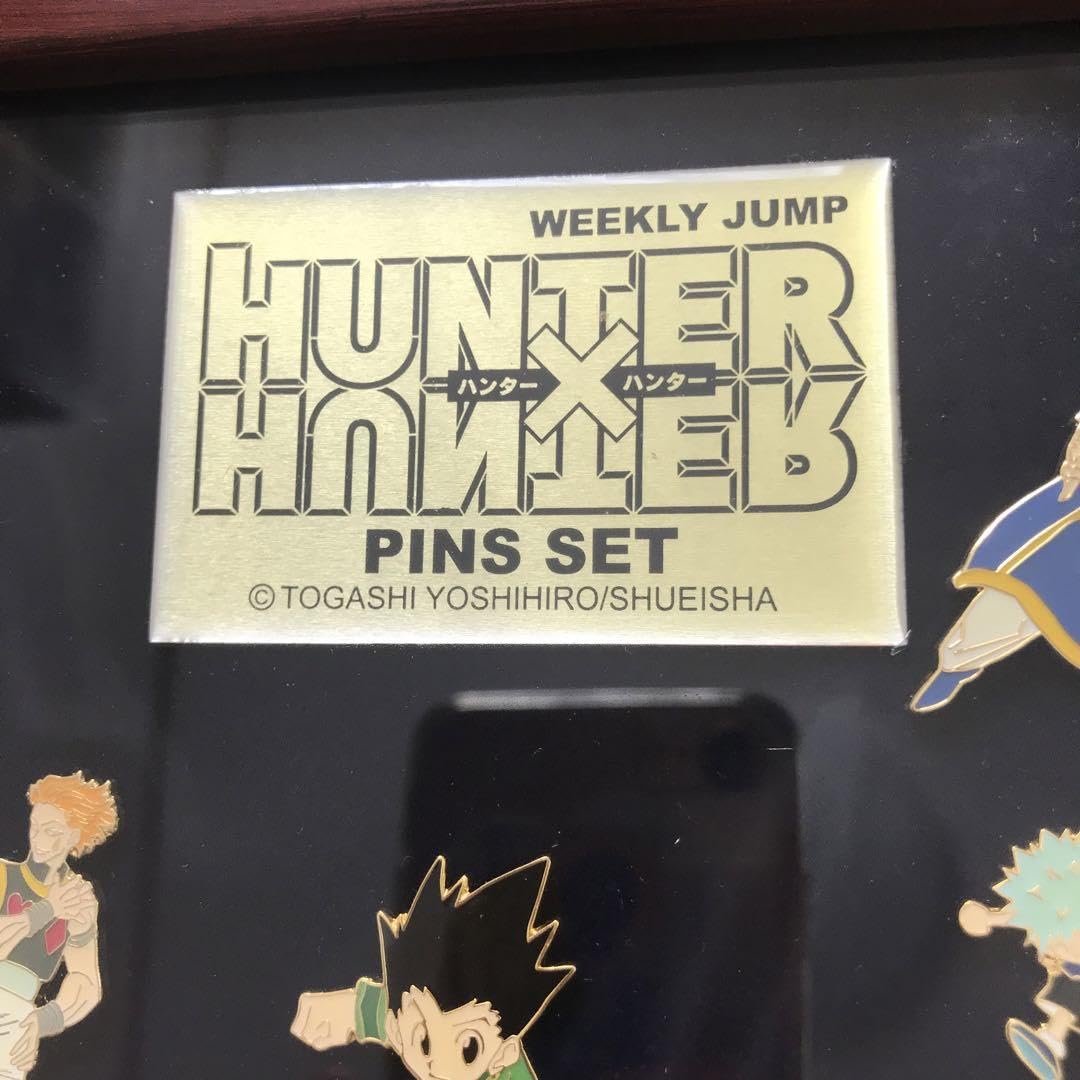 WEEKLY JUMP
HUNTER
ハンター × ハンター
HUNTER
PINS SET
© TOGASHI YOSHIHIRO/SHUEISHA